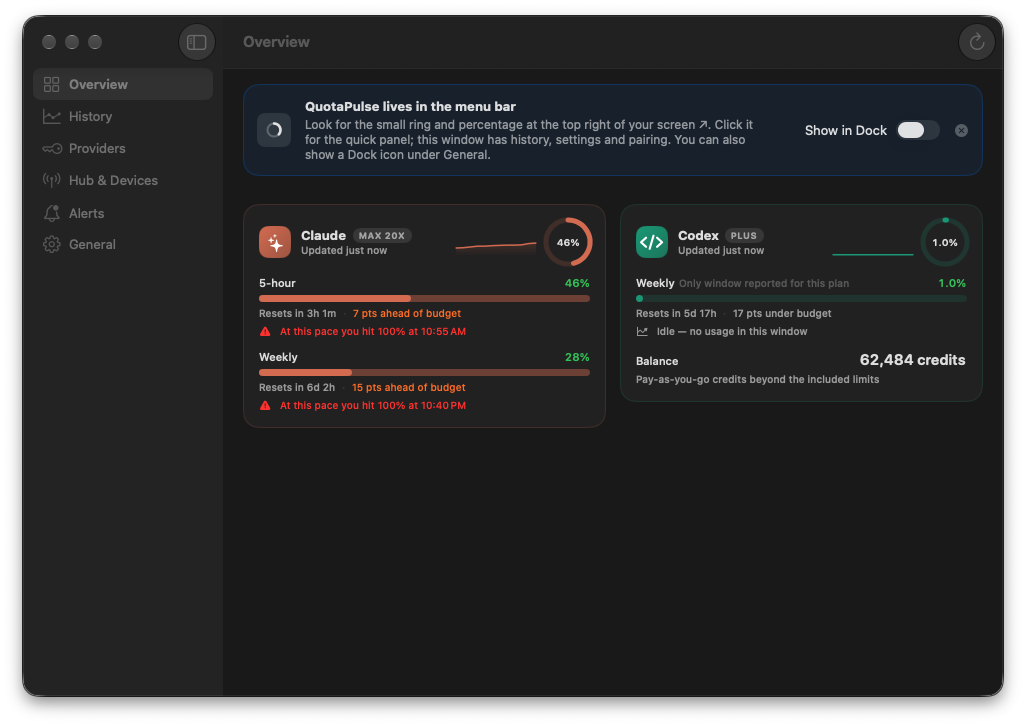 Overview
Overview
History
Providers
Hub & Devices
Alerts
General
QuotaPulse lives in the menu bar
Look for the small ring and percentage at the top right of your screen ↗. Click it
for the quick panel; this window has history, settings and pairing. You can also
show a Dock icon under General.
Show in Dock
Claude MAX 20X
Updated just now
46%
5-hour 46%
Resets in 3h 1m · 7 pts ahead of budget
At this pace you hit 100% at 10:55 AM
Weekly 28%
Resets in 6d 2h · 15 pts ahead of budget
At this pace you hit 100% at 10:40 PM
Codex PLUS
Updated just now
1.0%
Weekly Only window reported for this plan 1.0%
Resets in 5d 17h · 17 pts under budget
Idle — no usage in this window
Balance 62,484 credits
Pay-as-you-go credits beyond the included limits